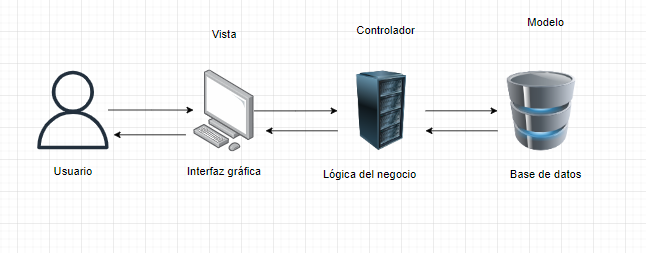 Vista
Controlador
Modelo
Usuario
Interfaz gráfica
Lógica del negocio
Base de datos